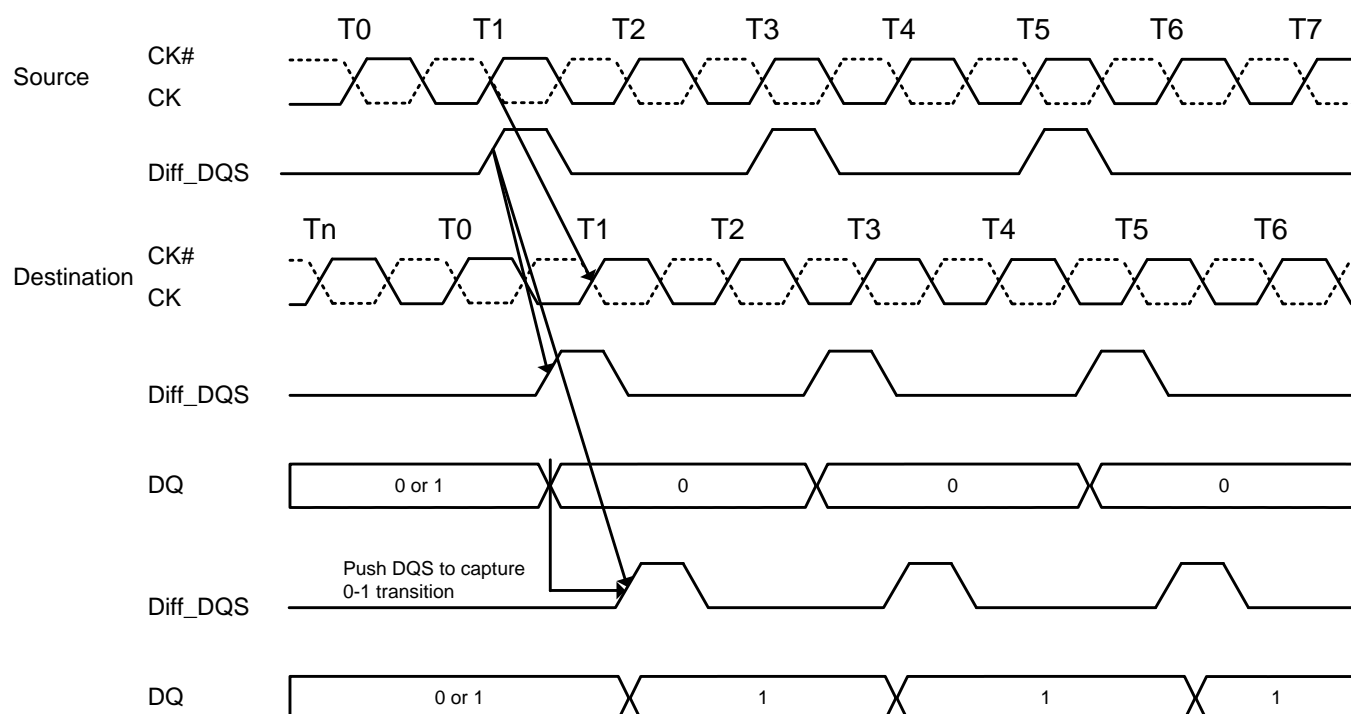 T0 T1 T2 T3 T4 T5 T6 T7
CK#
Source
CK
Diff_DQS
Tn T0 T1 T2 T3 T4 T5 T6
CK#
Destination
CK
Diff_DQS
DQ 0 or 1 0 0 0
Push DQS to capture
0-1 transition
Diff_DQS
DQ 0 or 1 1 1 1